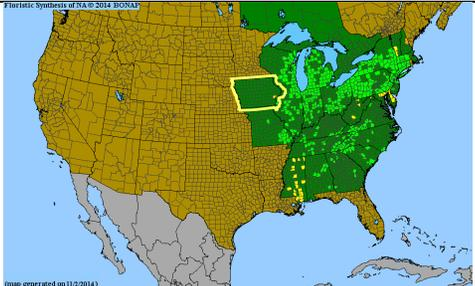 Floristic Synthesis of NA © 2014 BONAP
(map generated on 11/2/2014)